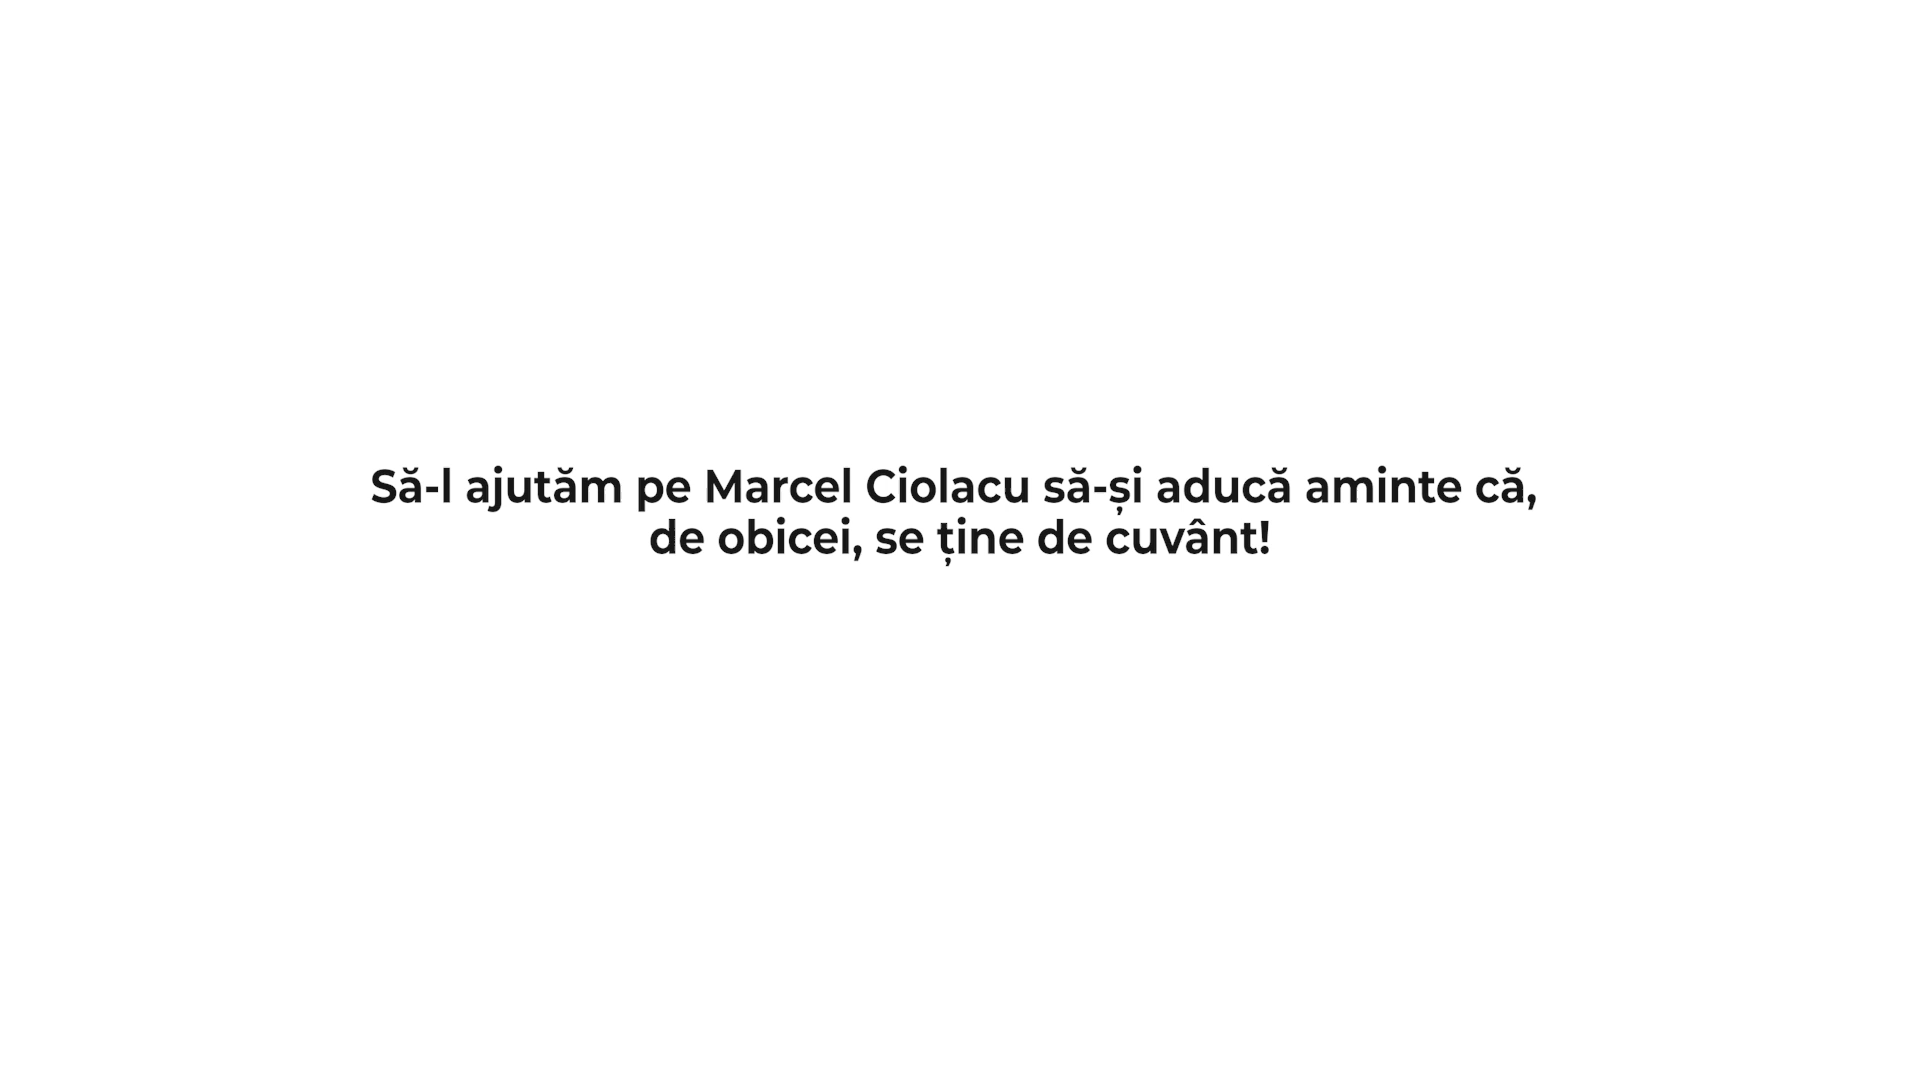 Să-l ajutăm pe Marcel Ciolacu să-și aducă aminte că,
de obicei, se ține de cuvânt!